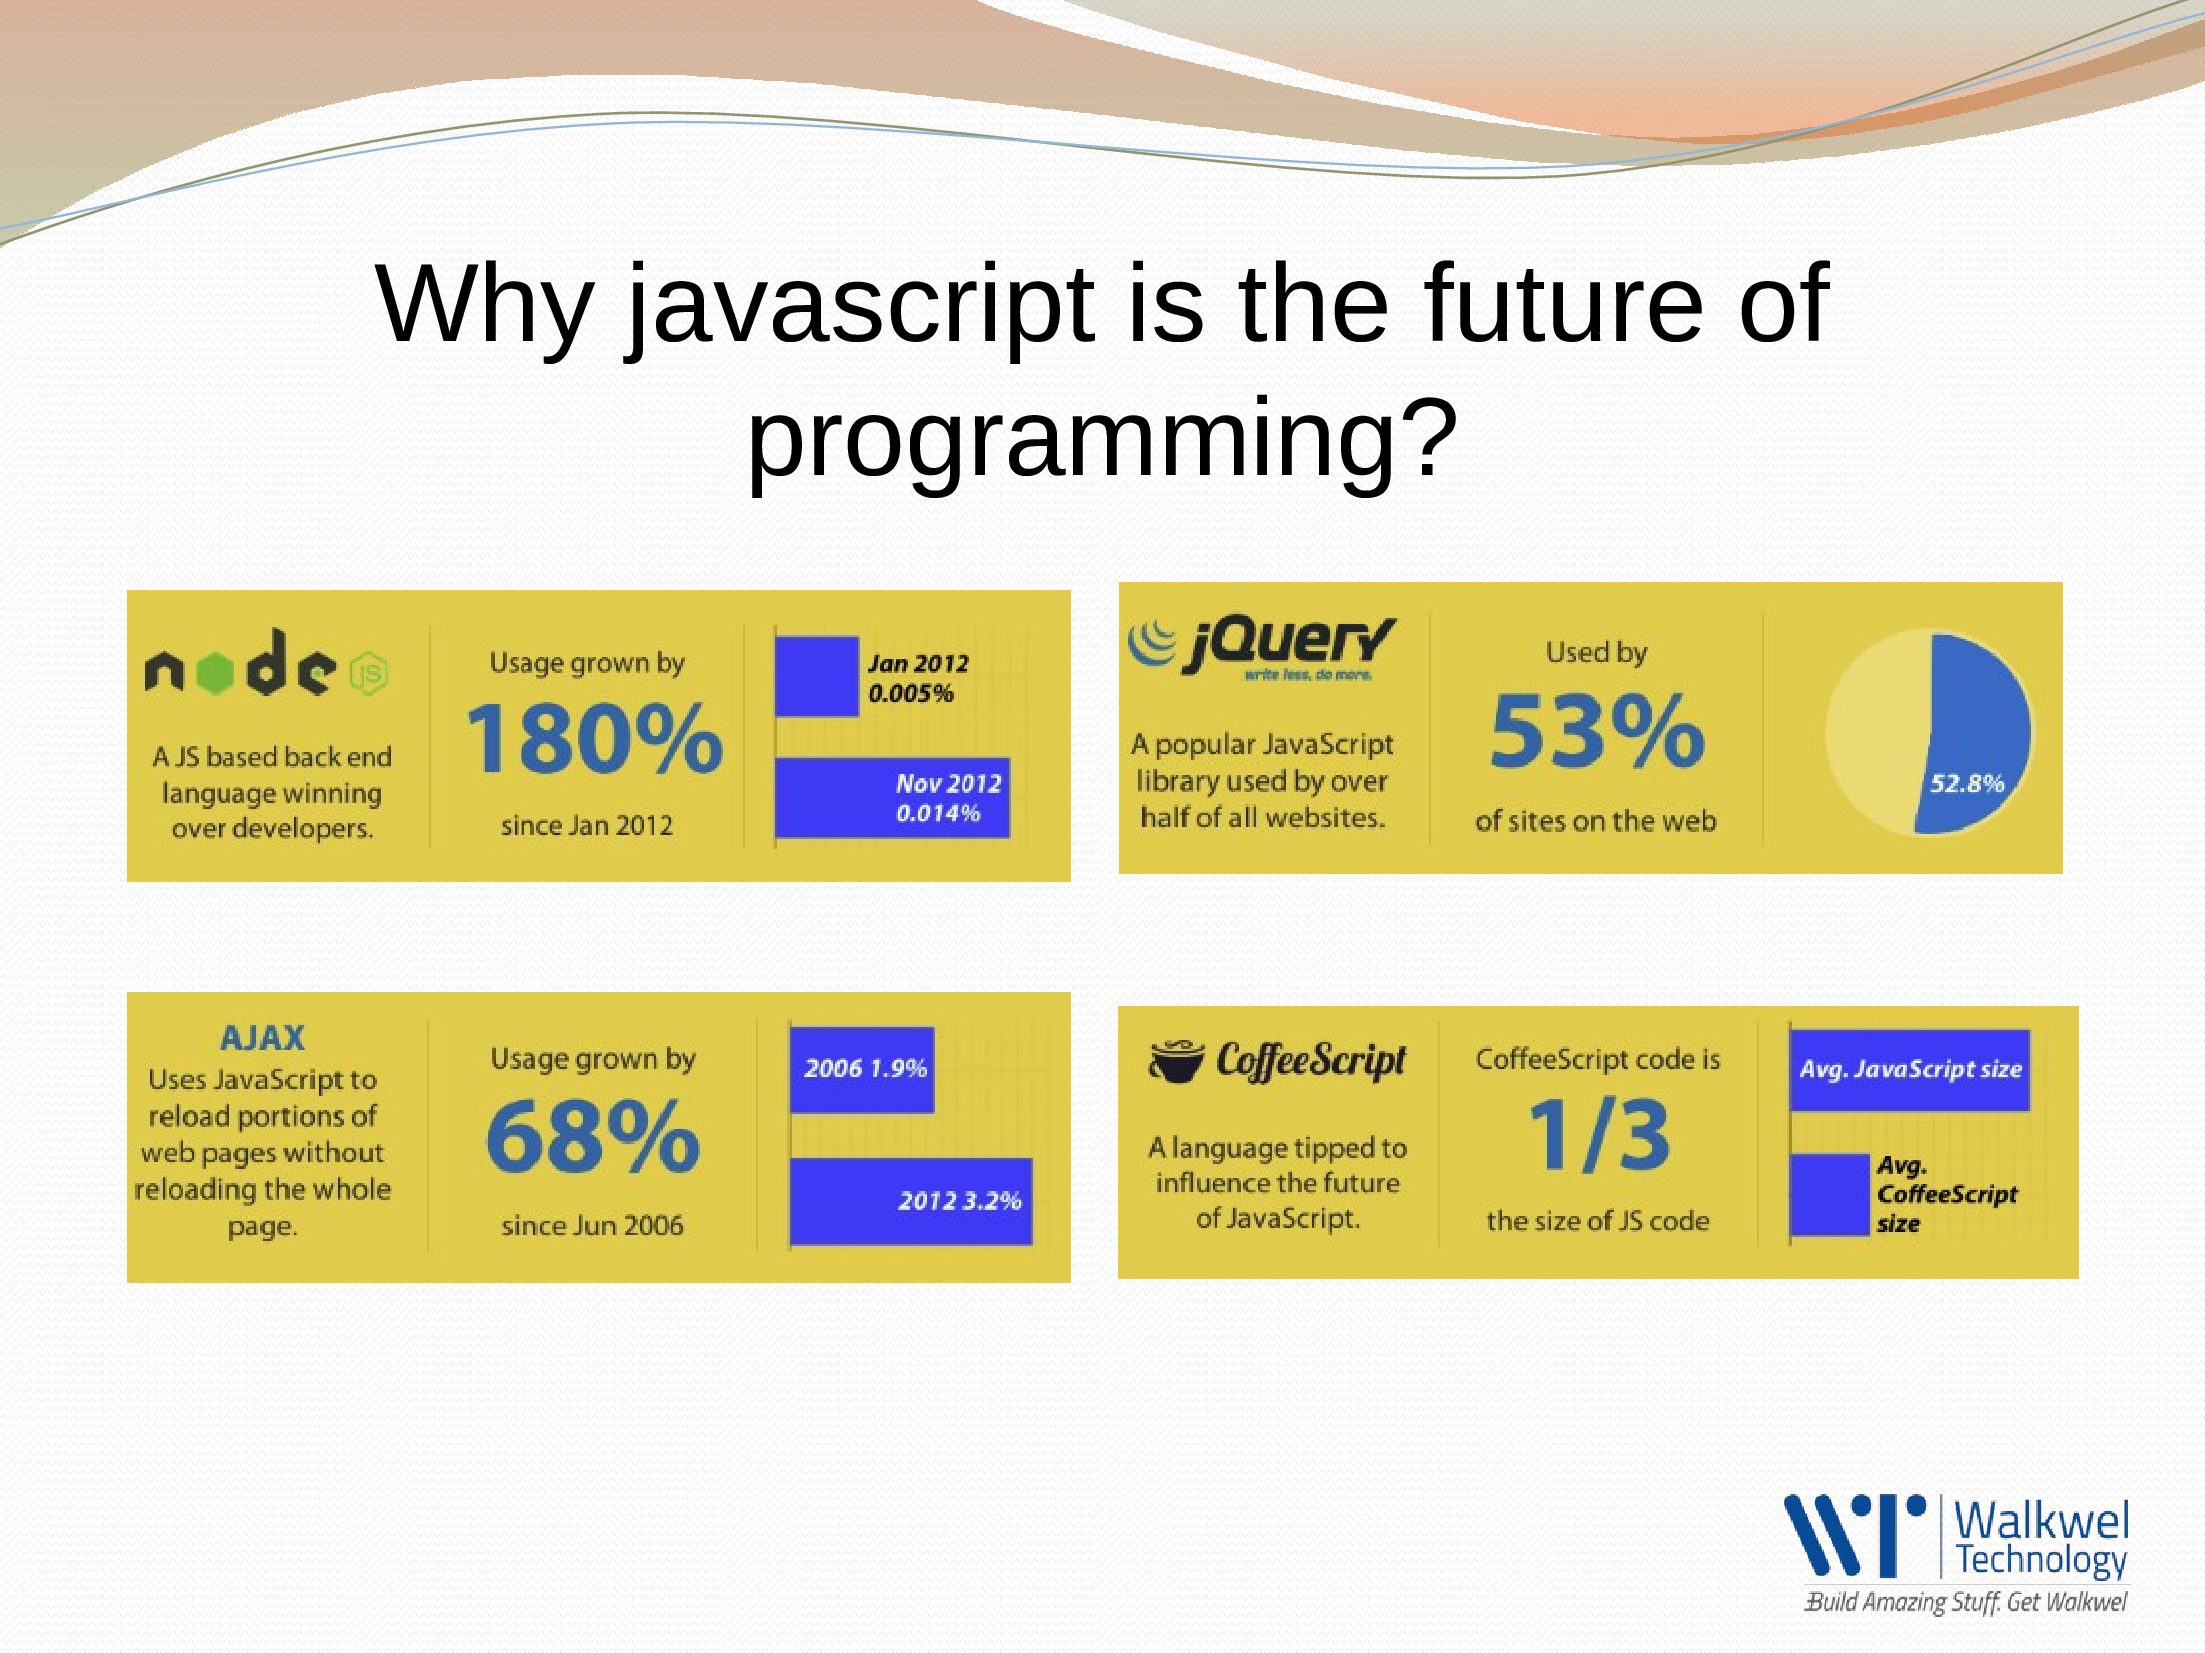 Why javascript is the future of
programming?
node JS
A JS based back end
language winning
over developers.
Usage grown by
180%
since Jan 2012
Jan 2012
0.005%
Nov 2012
0.014%
jQuery
write less, do more.
A popular JavaScript
library used by over
half of all websites.
Used by
53%
of sites on the web
52.8%
AJAX
Uses JavaScript to
reload portions of
web pages without
reloading the whole
page.
Usage grown by
68%
since Jun 2006
2006 1.9%
2012 3.2%
CoffeeScript
A language tipped to
influence the future
of JavaScript.
CoffeeScript code is
1/3
the size of JS code
Avg. JavaScript size
Avg.
CoffeeScript
size
WT
Walkwel
Technology
Build Amazing Stuff. Get Walkwel